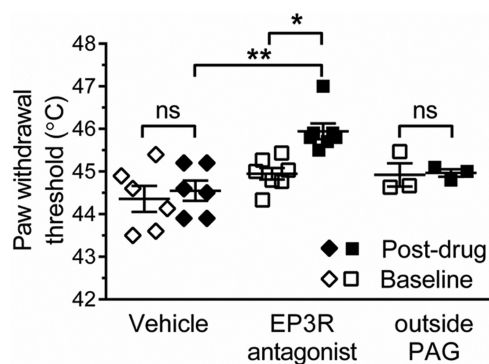 48
47
46
45
44
43
42
Paw withdrawal
threshold (°C)
ns
**
*
ns
Post-drug
Baseline
Vehicle
EP3R
antagonist
outside
PAG